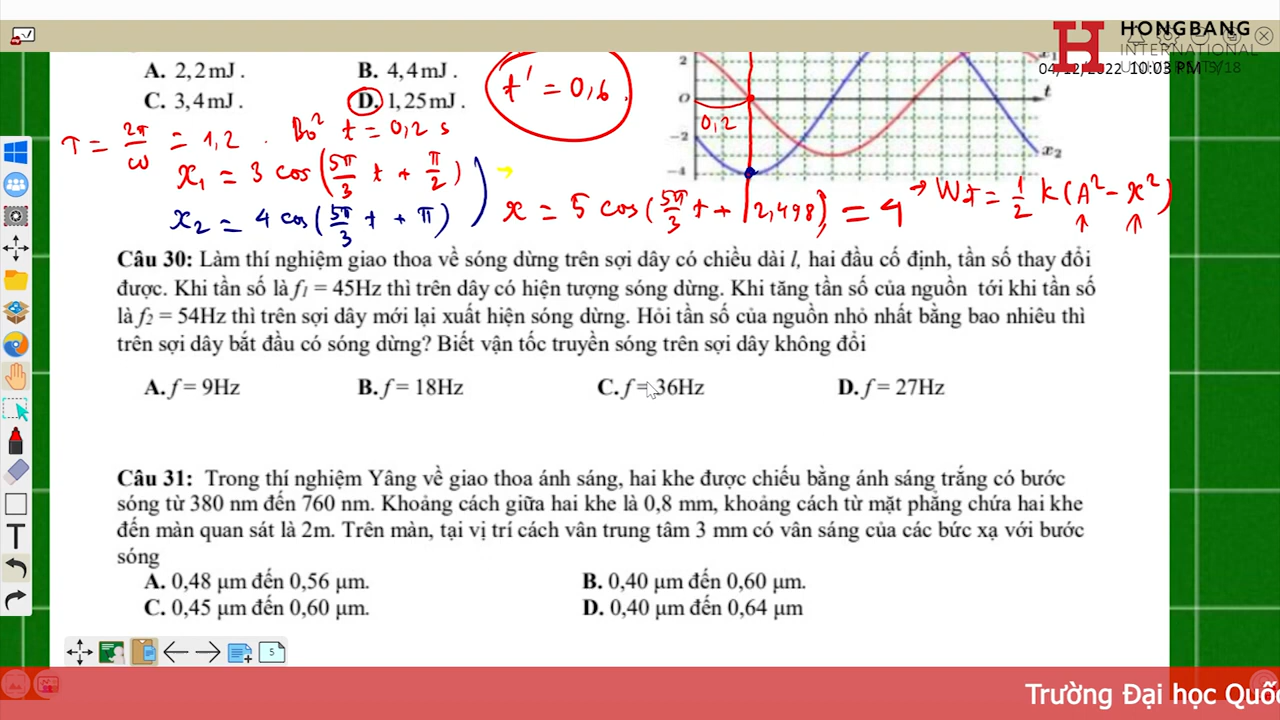 HONGBANG
INTERNATIONAL
04/12/2022 10:03 PM 5/18
A. 2,2 mJ .
B. 4,4 mJ .
C. 3,4 mJ .
D. 1,25 mJ .
t' = 0,6
2
O
-2
-4
t
x2
0,2
T = 2π/ω = 1,2 . t = 0,2 s
x1 = 3 cos(5π/3 t + π/2)
x2 = 4 cos(5π/3 t + π)
x = 5 cos(5π/3 t + 2,498) = 4
→ Wđ = 1/2 k(A² - x²)
Câu 30: Làm thí nghiệm giao thoa về sóng dừng trên sợi dây có chiều dài l, hai đầu cố định, tần số thay đổi
được. Khi tần số là f1 = 45Hz thì trên dây có hiện tượng sóng dừng. Khi tăng tần số của nguồn tới khi tần số
là f2 = 54Hz thì trên sợi dây mới lại xuất hiện sóng dừng. Hỏi tần số của nguồn nhỏ nhất bằng bao nhiêu thì
trên sợi dây bắt đầu có sóng dừng? Biết vận tốc truyền sóng trên sợi dây không đổi
A. f = 9Hz
B. f = 18Hz
C. f = 36Hz
D. f = 27Hz
Câu 31: Trong thí nghiệm Yâng về giao thoa ánh sáng, hai khe được chiếu bằng ánh sáng trắng có bước
sóng từ 380 nm đến 760 nm. Khoảng cách giữa hai khe là 0,8 mm, khoảng cách từ mặt phẳng chứa hai khe
đến màn quan sát là 2m. Trên màn, tại vị trí cách vân trung tâm 3 mm có vân sáng của các bức xạ với bước
sóng
A. 0,48 μm đến 0,56 μm.
B. 0,40 μm đến 0,60 μm.
C. 0,45 μm đến 0,60 μm.
D. 0,40 μm đến 0,64 μm
5
Trường Đại học Quố